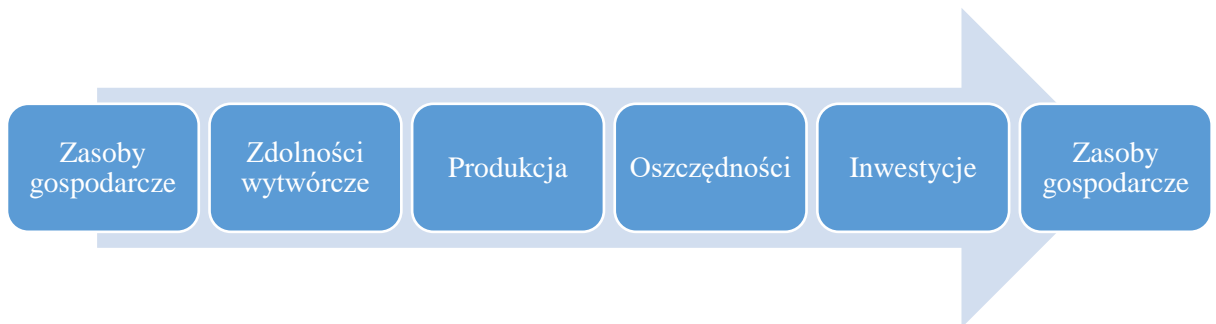 Zasoby
gospodarcze
Zdolności
wytwórcze
Produkcja
Oszczędności
Inwestycje
Zasoby
gospodarcze